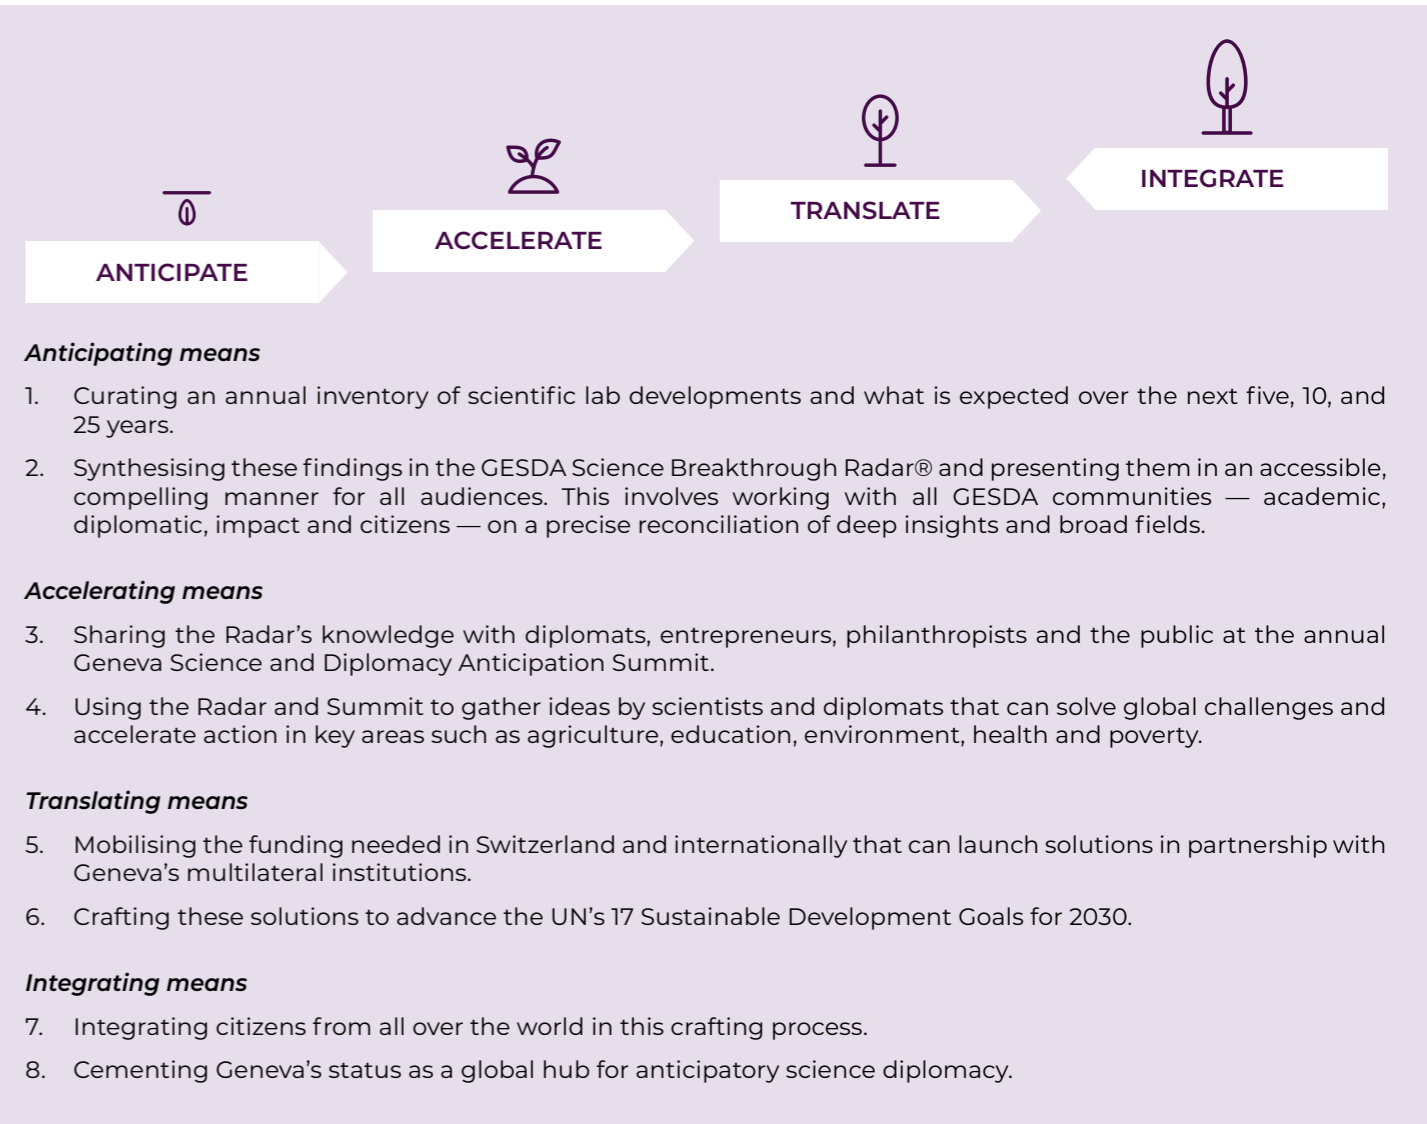 ANTICIPATE
ACCELERATE
TRANSLATE
INTEGRATE
Anticipating means
1. Curating an annual inventory of scientific lab developments and what is expected over the next five, 10, and
25 years.
2. Synthesising these findings in the GESDA Science Breakthrough Radar® and presenting them in an accessible,
compelling manner for all audiences. This involves working with all GESDA communities — academic,
diplomatic, impact and citizens — on a precise reconciliation of deep insights and broad fields.
Accelerating means
3. Sharing the Radar’s knowledge with diplomats, entrepreneurs, philanthropists and the public at the annual
Geneva Science and Diplomacy Anticipation Summit.
4. Using the Radar and Summit to gather ideas by scientists and diplomats that can solve global challenges and
accelerate action in key areas such as agriculture, education, environment, health and poverty.
Translating means
5. Mobilising the funding needed in Switzerland and internationally that can launch solutions in partnership with
Geneva’s multilateral institutions.
6. Crafting these solutions to advance the UN’s 17 Sustainable Development Goals for 2030.
Integrating means
7. Integrating citizens from all over the world in this crafting process.
8. Cementing Geneva’s status as a global hub for anticipatory science diplomacy.